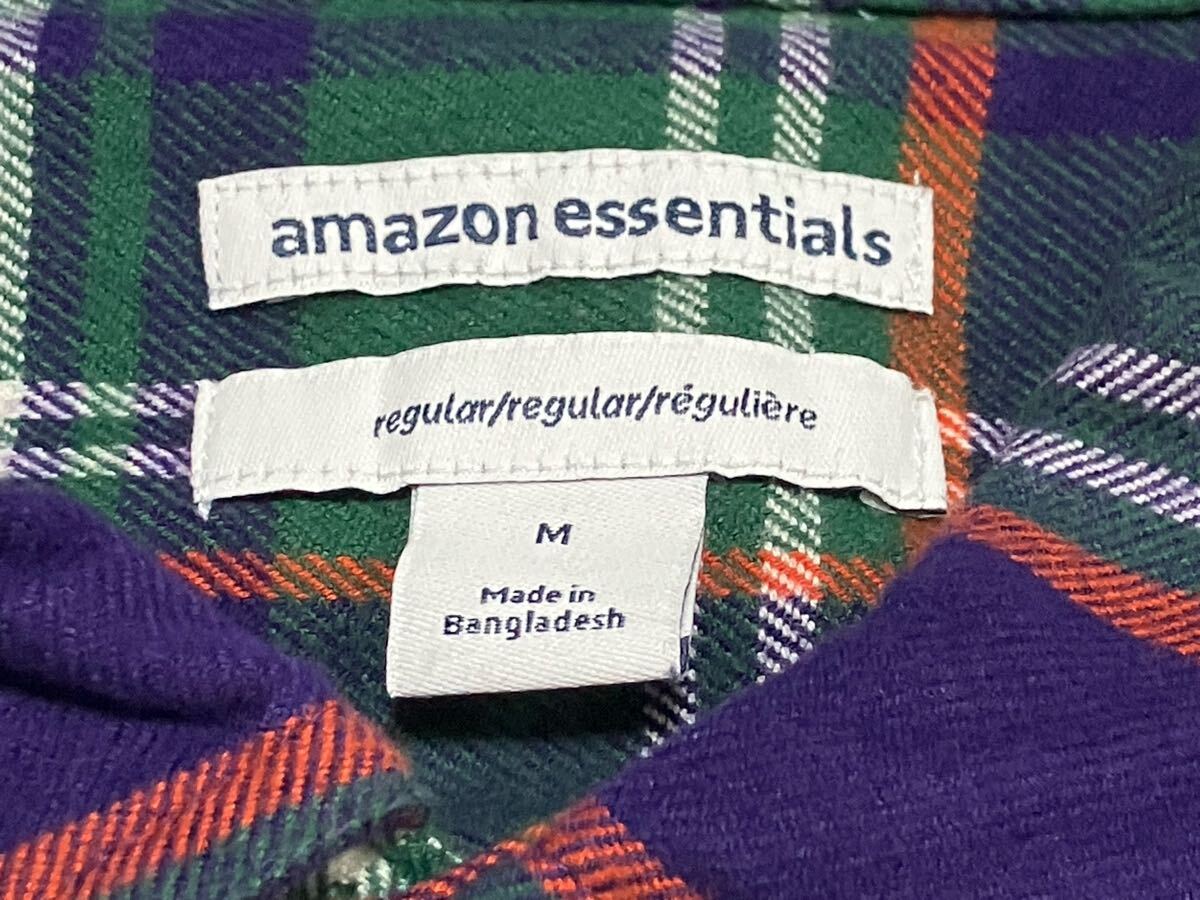 amazon essentials
regular/regular/régulière
M
Made in
Bangladesh